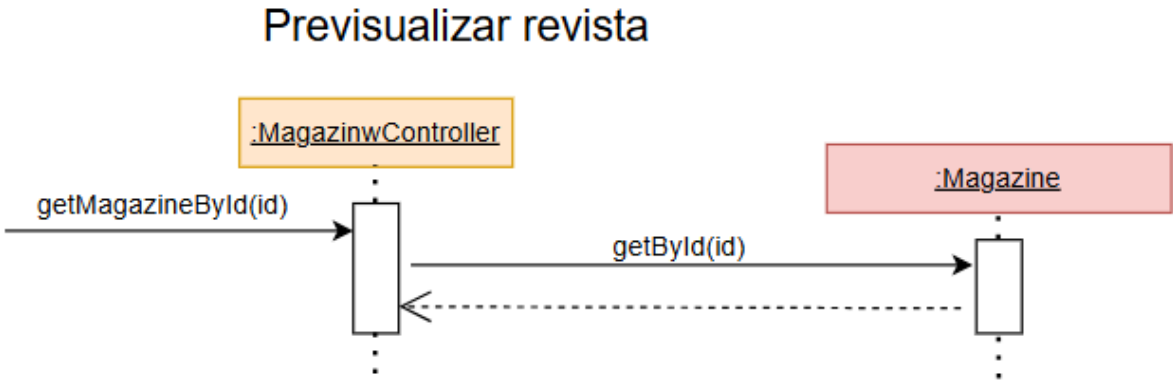 Previsualizar revista
:MagazinwController
:Magazine
getMagazineById(id)
getById(id)